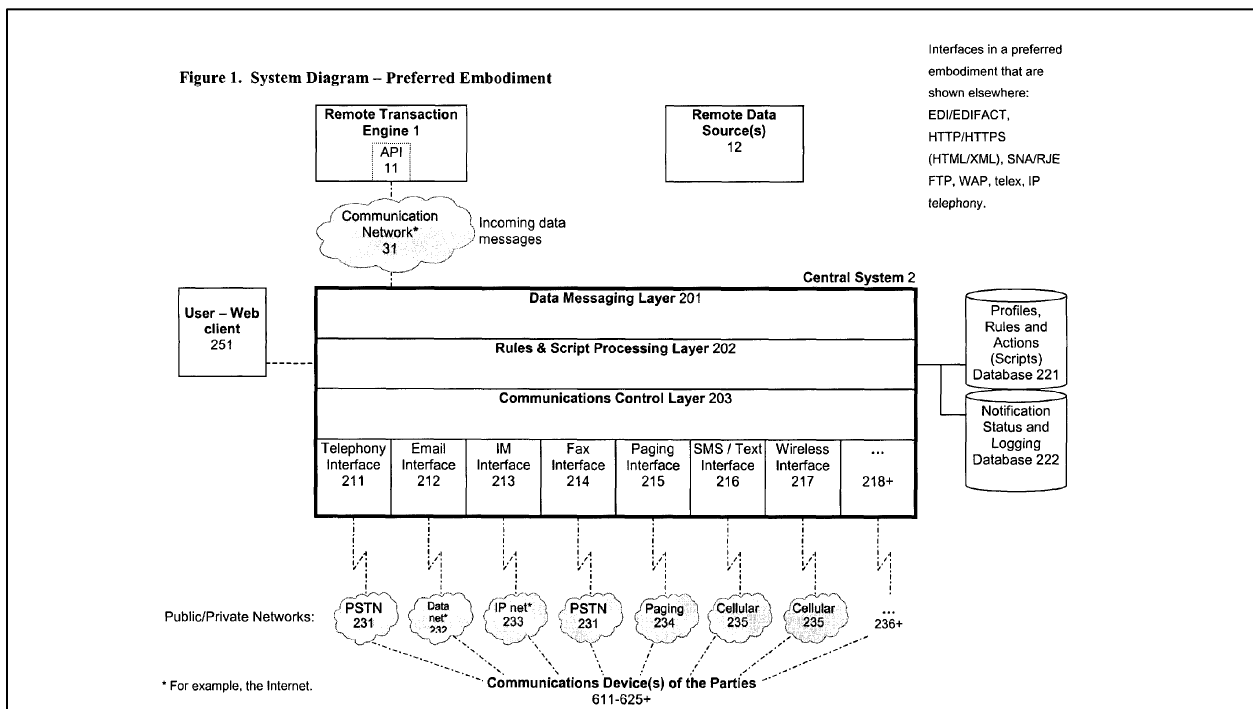 Interfaces in a preferred
embodiment that are
shown elsewhere:
EDI/EDIFACT,
HTTP/HTTPS
(HTML/XML), SNA/RJE
FTP, WAP, telex, IP
telephony.
Figure 1. System Diagram – Preferred Embodiment
Remote Transaction
Engine 1
API
11
Remote Data
Source(s)
12
Communication
Network*
31
Incoming data
messages
Central System 2
User – Web
client
251
Data Messaging Layer 201
Rules & Script Processing Layer 202
Communications Control Layer 203
Telephony
Interface
211
Email
Interface
212
IM
Interface
213
Fax
Interface
214
Paging
Interface
215
SMS / Text
Interface
216
Wireless
Interface
217
...
218+
Profiles,
Rules and
Actions
(Scripts)
Database 221
Notification
Status and
Logging
Database 222
Public/Private Networks:
PSTN
231
Data
net*
232
IP net*
233
PSTN
231
Paging
234
Cellular
235
Cellular
235
...
236+
* For example, the Internet.
Communications Device(s) of the Parties
611-625+